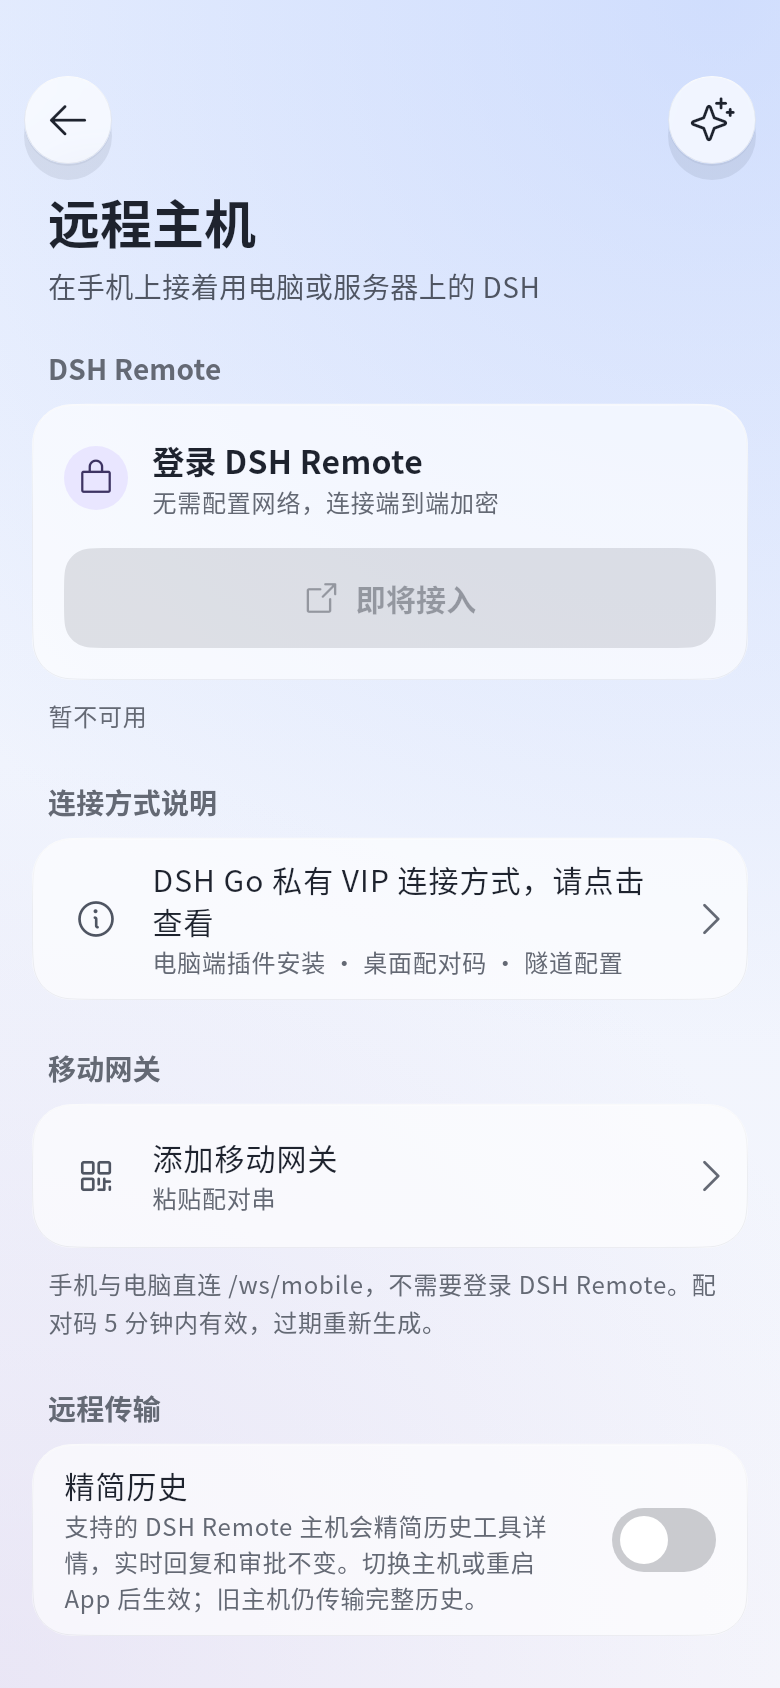 远程主机
在手机上接着用电脑或服务器上的 DSH
DSH Remote
登录 DSH Remote
无需配置网络，连接端到端加密
即将接入
暂不可用
连接方式说明
DSH Go 私有 VIP 连接方式，请点击
查看
电脑端插件安装 · 桌面配对码 · 隧道配置
移动网关
添加移动网关
粘贴配对串
手机与电脑直连 /ws/mobile，不需要登录 DSH Remote。配
对码 5 分钟内有效，过期重新生成。
远程传输
精简历史
支持的 DSH Remote 主机会精简历史工具详
情，实时回复和审批不变。切换主机或重启
App 后生效；旧主机仍传输完整历史。